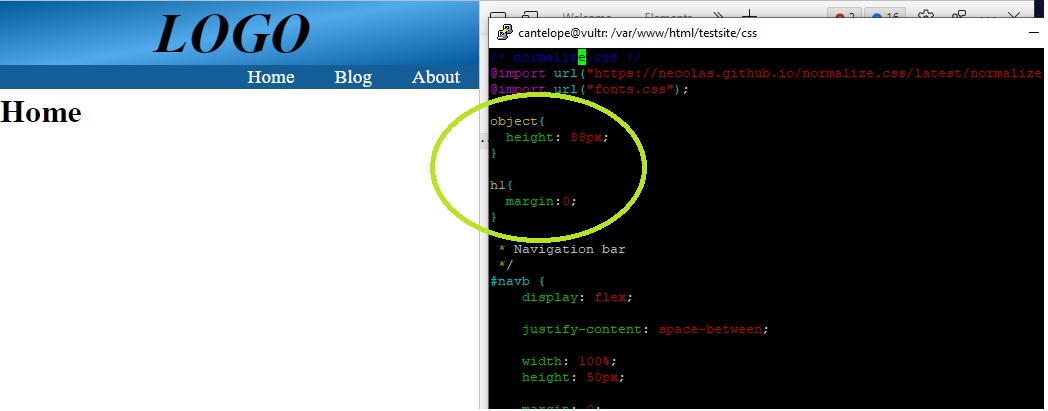 LOGO
Home Blog About
Home
Welcome Elements
2 16
cantelope@vultr: /var/www/html/testsite/css
/* normalize.css */
@import url("https://necolas.github.io/normalize.css/latest/normalize
@import url("fonts.css");
object{
height: 88px;
}
h1{
margin:0;
}
* Navigation bar
*/
#navb {
display: flex;
justify-content: space-between;
width: 100%;
height: 50px;
margin: 0;